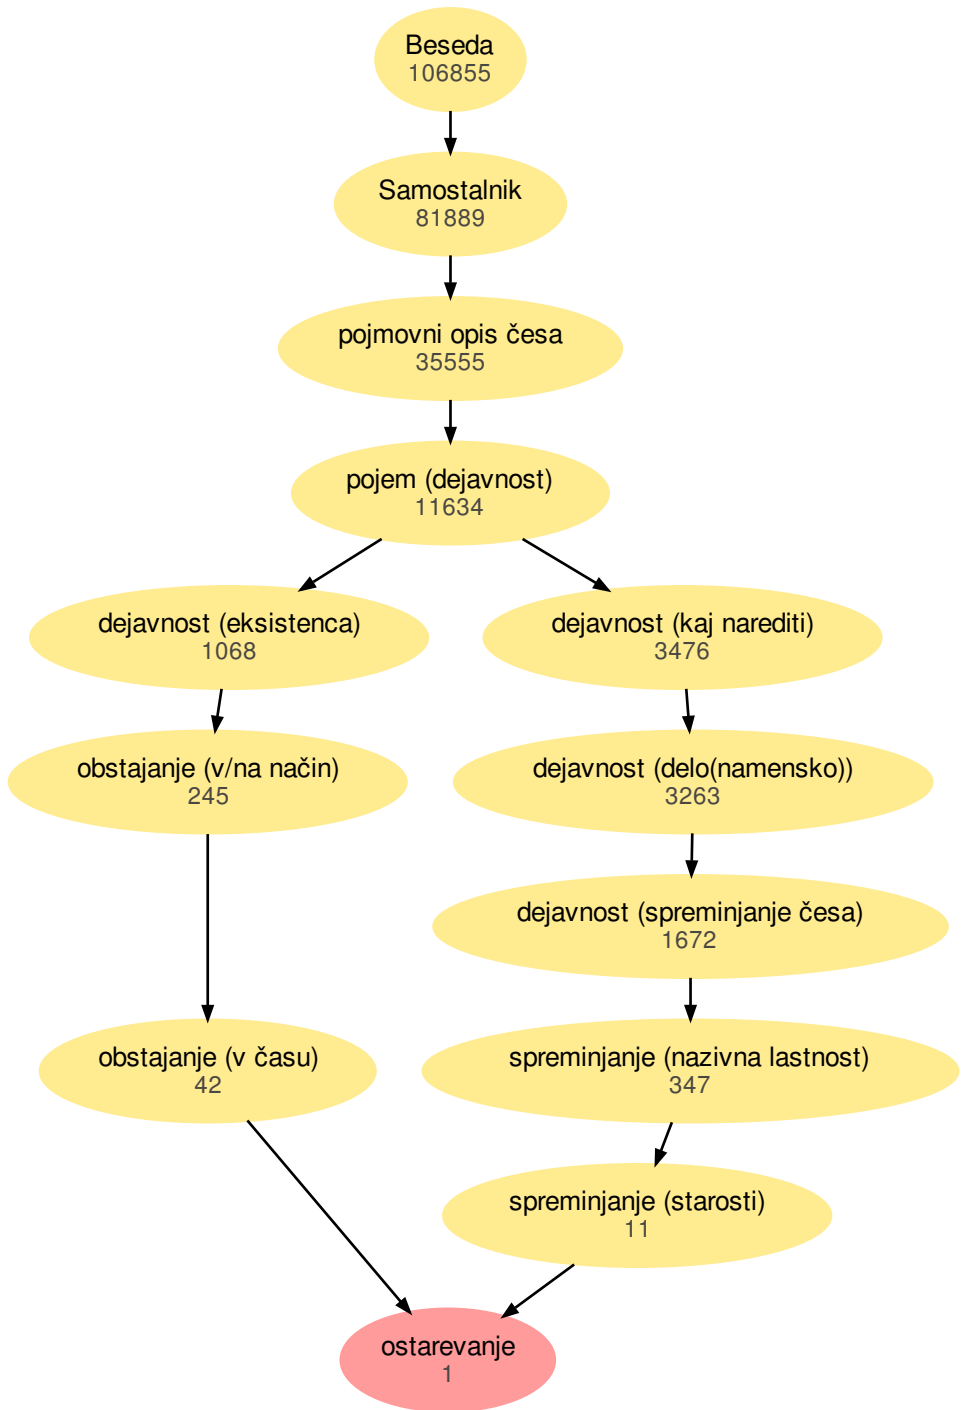 Beseda
106855
Samostalnik
81889
pojmovni opis česa
35555
pojem (dejavnost)
11634
dejavnost (eksistenca)
1068
dejavnost (kaj narediti)
3476
obstajanje (v/na način)
245
dejavnost (delo(namensko))
3263
dejavnost (spreminjanje česa)
1672
obstajanje (v času)
42
spreminjanje (nazivna lastnost)
347
spreminjanje (starosti)
11
ostarevanje
1